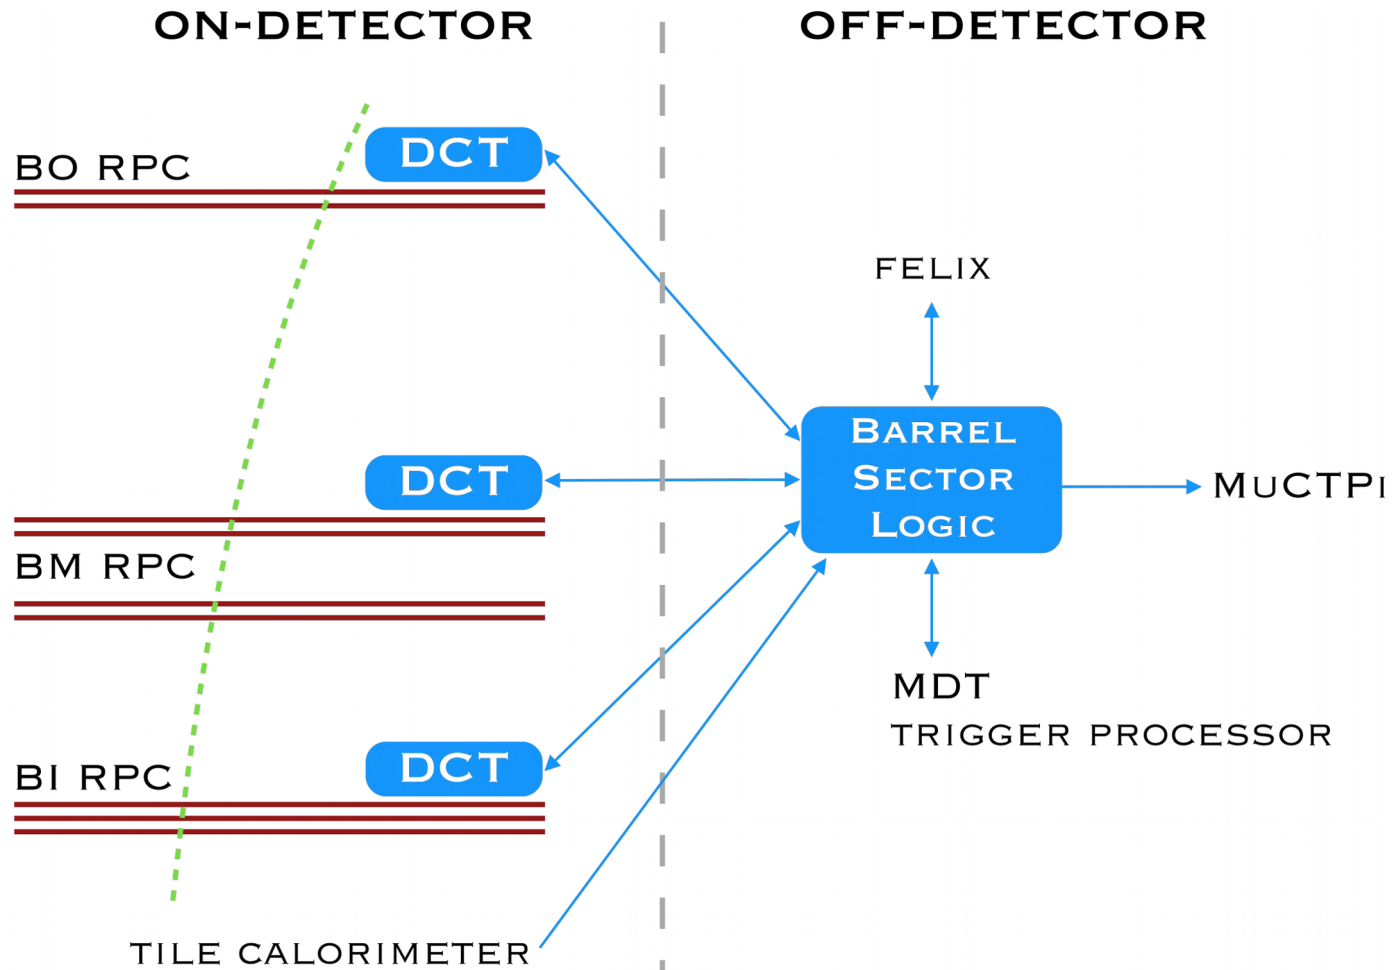 ON-DETECTOR
OFF-DETECTOR
DCT
BO RPC
FELIX
BARREL
SECTOR
LOGIC
DCT
MUCTPI
BM RPC
MDT
TRIGGER PROCESSOR
DCT
BI RPC
TILE CALORIMETER